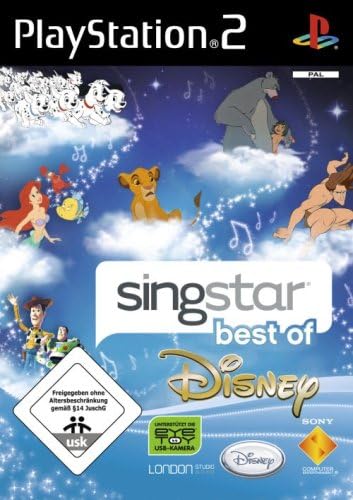 PlayStation®2
PAL
singstar®
best of
Disney
Freigegeben ohne
Altersbeschränkung
gemäß §14 JuschG
usk
UNTERSTÜTZT DIE
EYE
USB-KAMERA
LONDON STUDIO
Disney
SONY
COMPUTER
ENTERTAINMENT